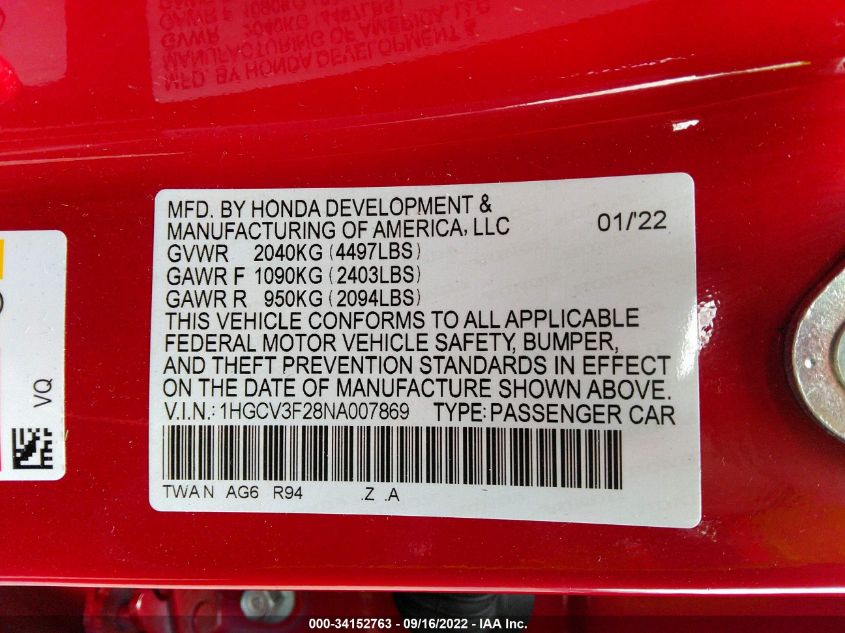 MFD. BY HONDA DEVELOPMENT &
MANUFACTURING OF AMERICA, LLC 01/'22
GVWR 2040KG (4497LBS)
GAWR F 1090KG (2403LBS)
GAWR R 950KG (2094LBS)
THIS VEHICLE CONFORMS TO ALL APPLICABLE
FEDERAL MOTOR VEHICLE SAFETY, BUMPER,
AND THEFT PREVENTION STANDARDS IN EFFECT
ON THE DATE OF MANUFACTURE SHOWN ABOVE.
V.I.N.: 1HGCV3F28NA007869 TYPE: PASSENGER CAR
TWAN AG6 R94 .Z .A
VQ
000-34152763 - 09/16/2022 - IAA Inc.